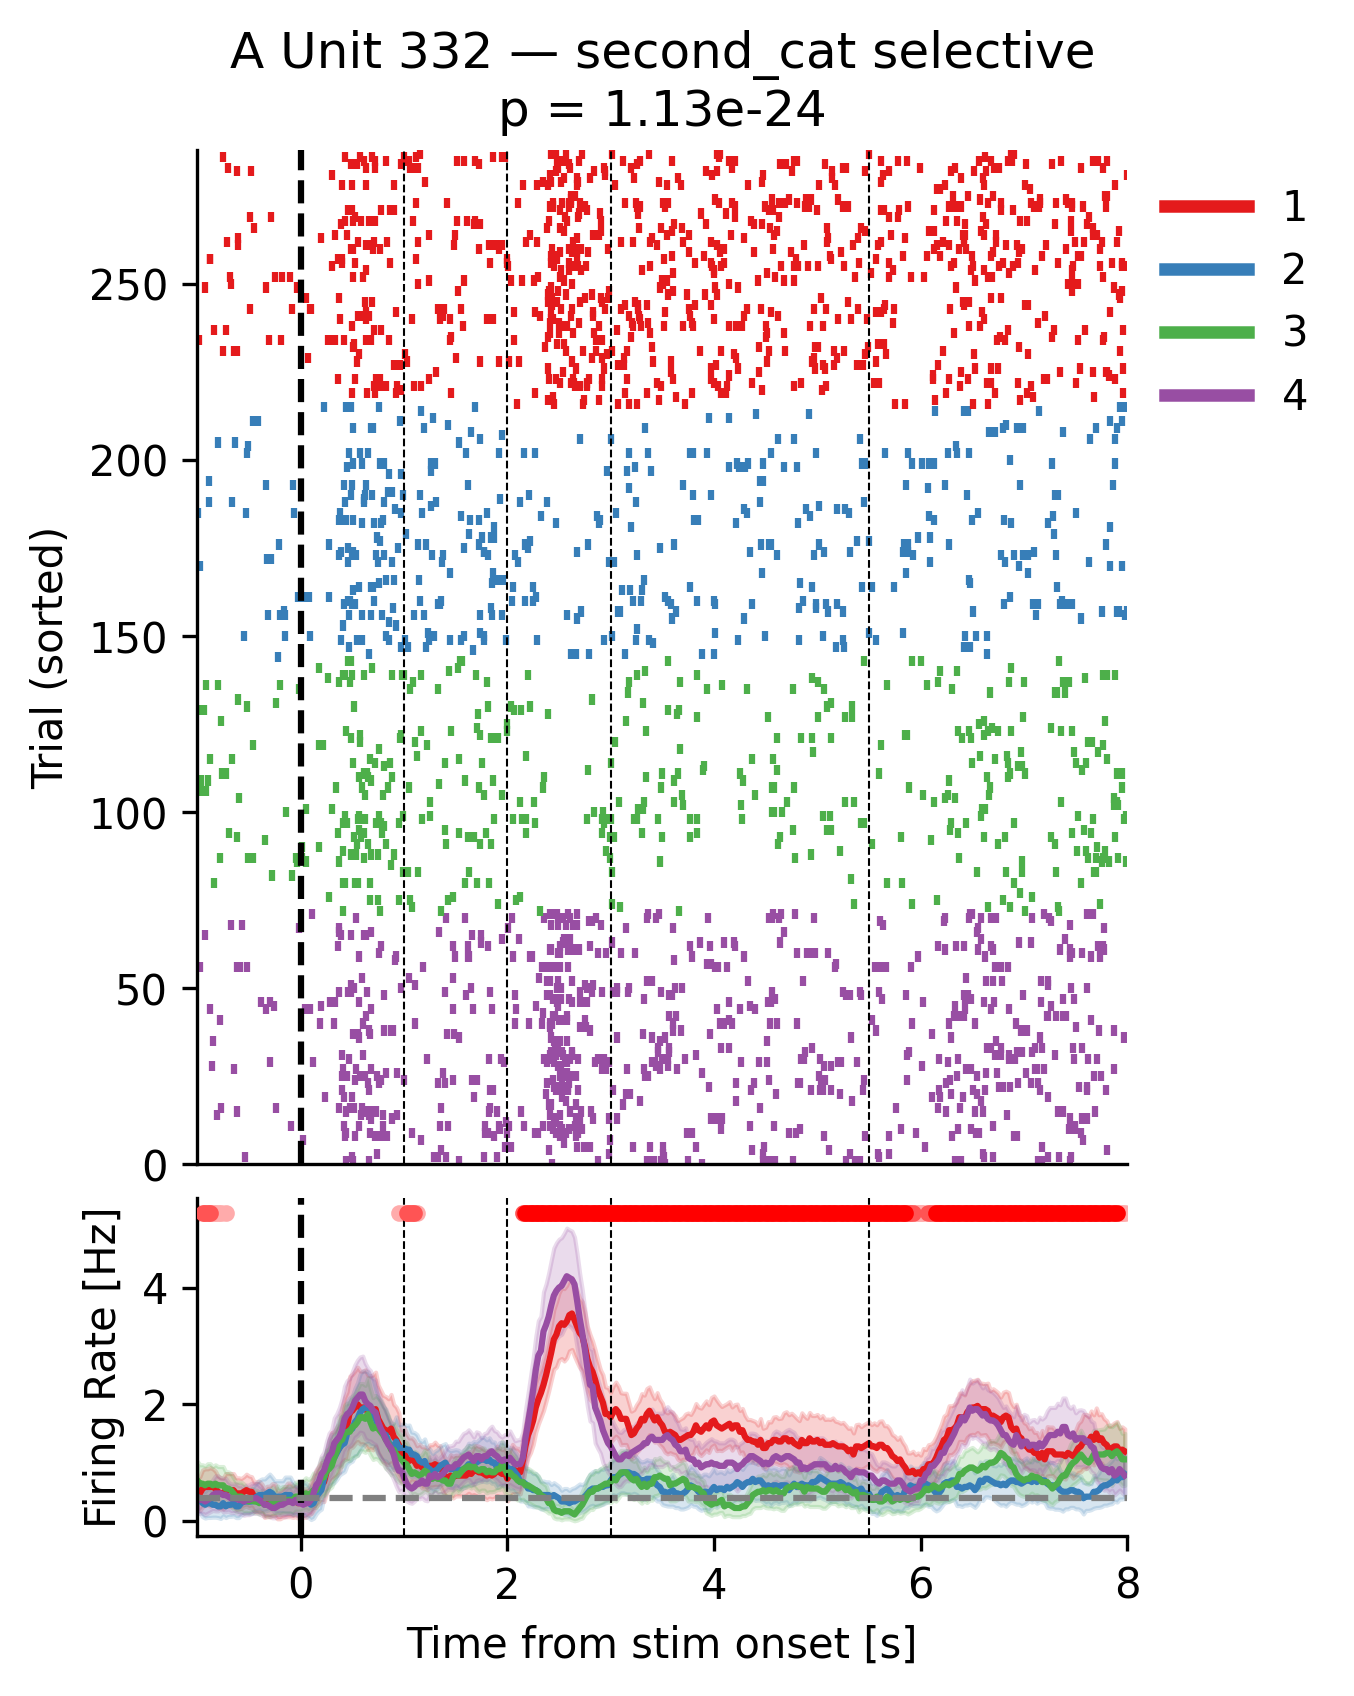 A Unit 332 — second_cat selective
p = 1.13e-24
1
2
3
4
250
200
150
100
50
0
Trial (sorted)
4
2
0
Firing Rate [Hz]
0 2 4 6 8
Time from stim onset [s]